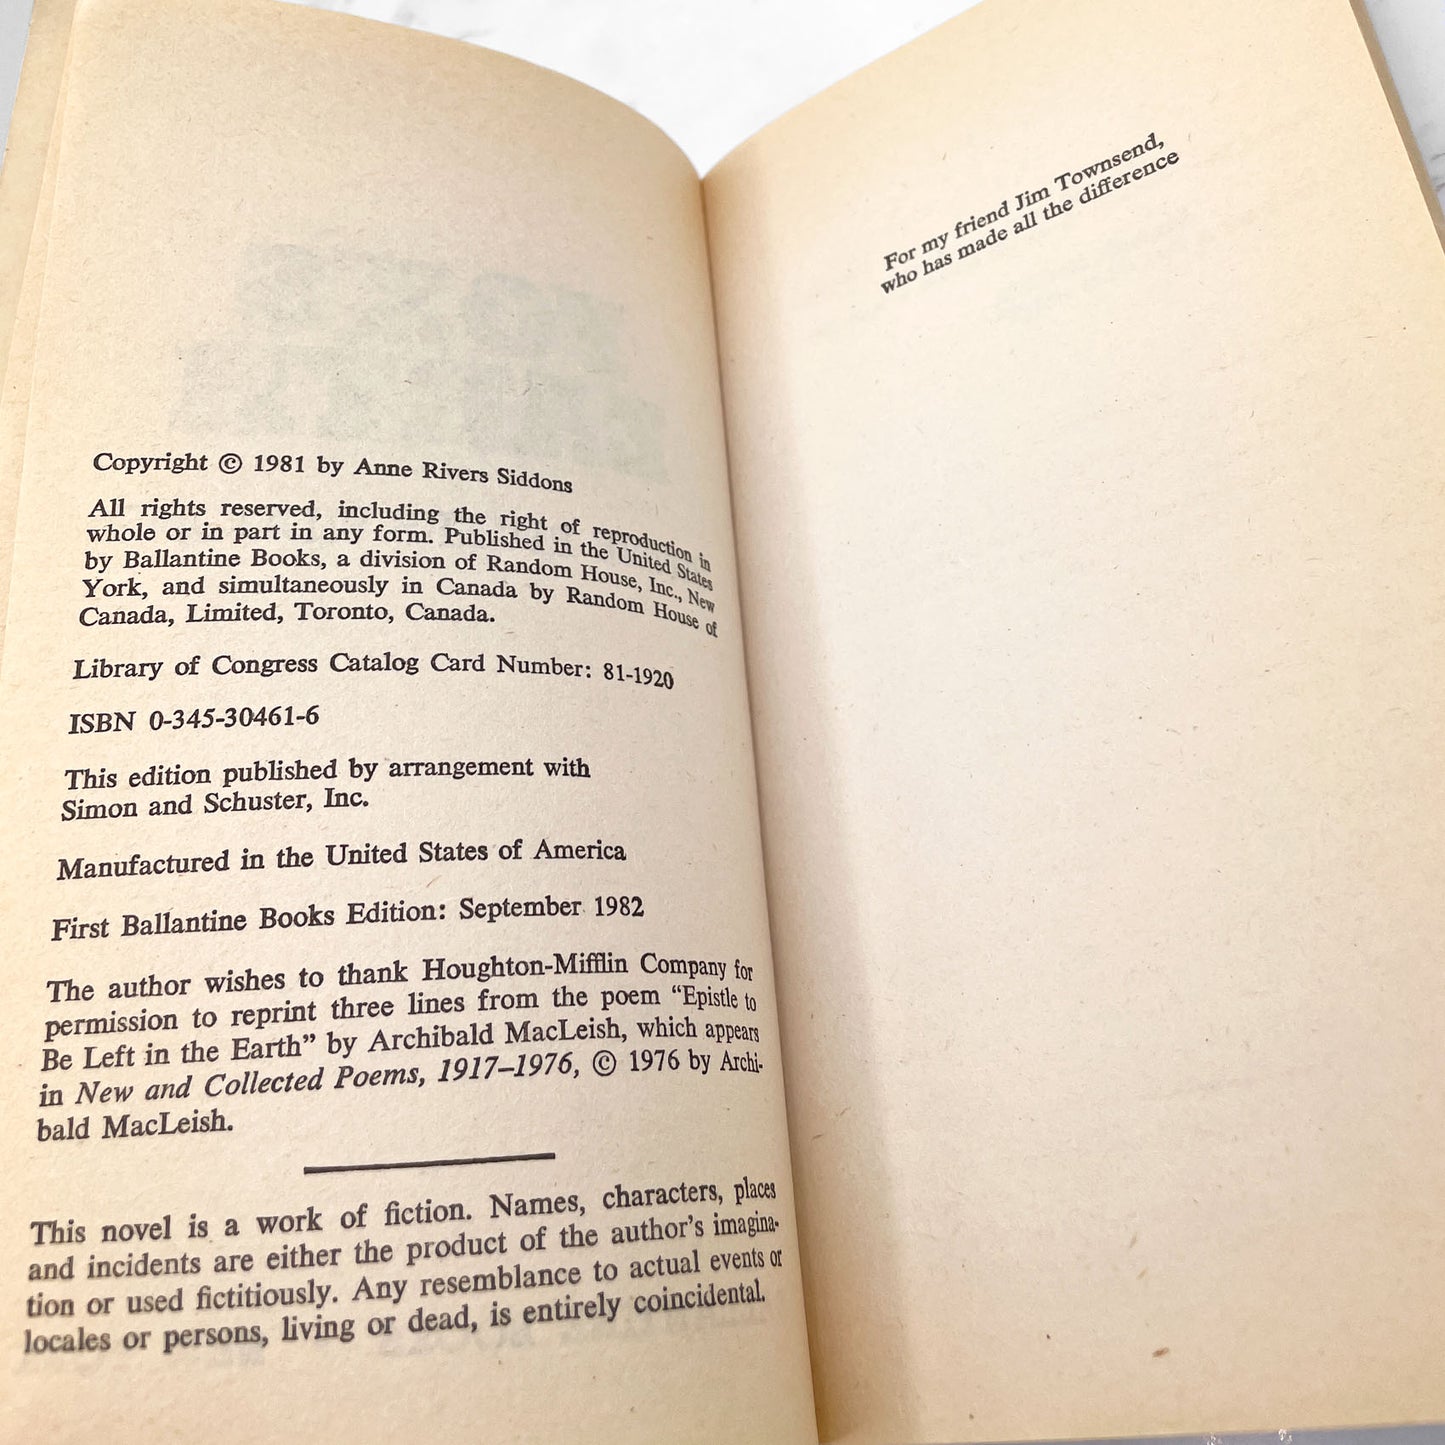 Copyright © 1981 by Anne Rivers Siddons
All rights reserved, including the right of reproduction in
whole or in part in any form. Published in the United States
by Ballantine Books, a division of Random House, Inc., New
York, and simultaneously in Canada by Random House of
Canada, Limited, Toronto, Canada.
Library of Congress Catalog Card Number: 81-1920
ISBN 0-345-30461-6
This edition published by arrangement with
Simon and Schuster, Inc.
Manufactured in the United States of America
First Ballantine Books Edition: September 1982
The author wishes to thank Houghton-Mifflin Company for
permission to reprint three lines from the poem “Epistle to
Be Left in the Earth” by Archibald MacLeish, which appears
in New and Collected Poems, 1917–1976, © 1976 by Archi-
bald MacLeish.
This novel is a work of fiction. Names, characters, places
and incidents are either the product of the author’s imagina-
tion or used fictitiously. Any resemblance to actual events or
locales or persons, living or dead, is entirely coincidental.
For my friend Jim Townsend,
who has made all the difference